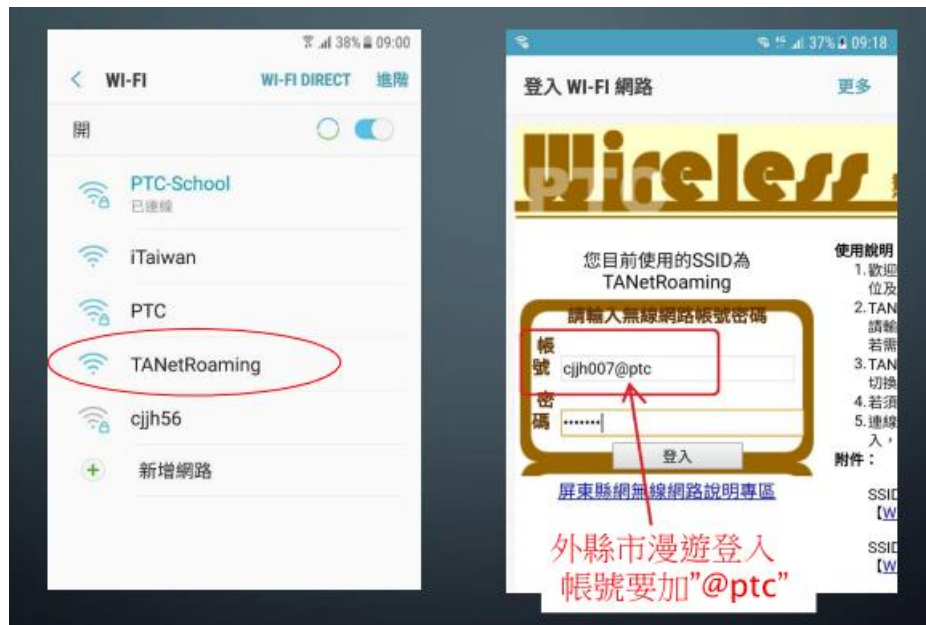 38% 09:00
WI-FI WI-FI DIRECT 進階
開
PTC-School
已連線
iTaiwan
PTC
TANetRoaming
cjjh56
新增網路
37% 09:18
登入 WI-FI 網路 更多
Wireless
PTC
您目前使用的SSID為
TANetRoaming
請輸入無線網路帳號密碼
帳號 cjjh007@ptc
密碼 •••••••
登入
屏東縣網無線網路說明專區
使用說明
1.歡迎
位及
2.TAN
請輸
若需
3.TAN
切換
4.若須
5.連線
入，
附件：
SSID
【W
SSID
【W
外縣市漫遊登入
帳號要加"@ptc"